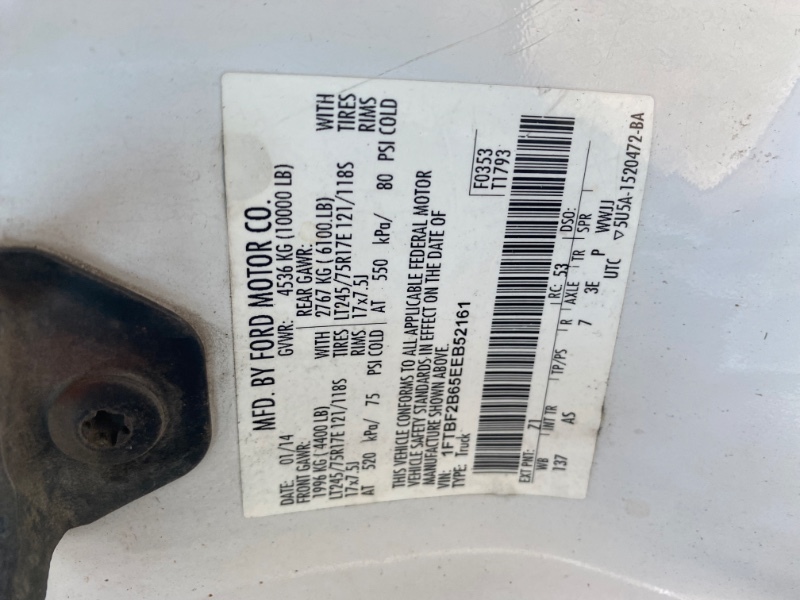 MFD. BY FORD MOTOR CO.
DATE: 01/14 GVWR: 4536 KG (10000 LB)
FRONT GAWR: REAR GAWR:
1996 KG ( 4400 LB) WITH 2767 KG ( 6100 LB) WITH
LT245/75R17E 121/118S TIRES LT245/75R17E 121/118S TIRES
17x7.5J RIMS: 17x7.5J RIMS
AT 520 kPa/ 75 PSI COLD AT 550 kPa/ 80 PSI COLD
THIS VEHICLE CONFORMS TO ALL APPLICABLE FEDERAL MOTOR
VEHICLE SAFETY STANDARDS IN EFFECT ON THE DATE OF
MANUFACTURE SHOWN ABOVE.
VIN: 1FTBF2B65EEB52161
TYPE: Truck
F0353
T1793
EXT PNT: Z1 RC: 53 DSO:
WB INT TR TP/PS R AXLE TR SPR
137 AS 7 3E P WWJJ
UTC ▽5U5A-1520472-BA